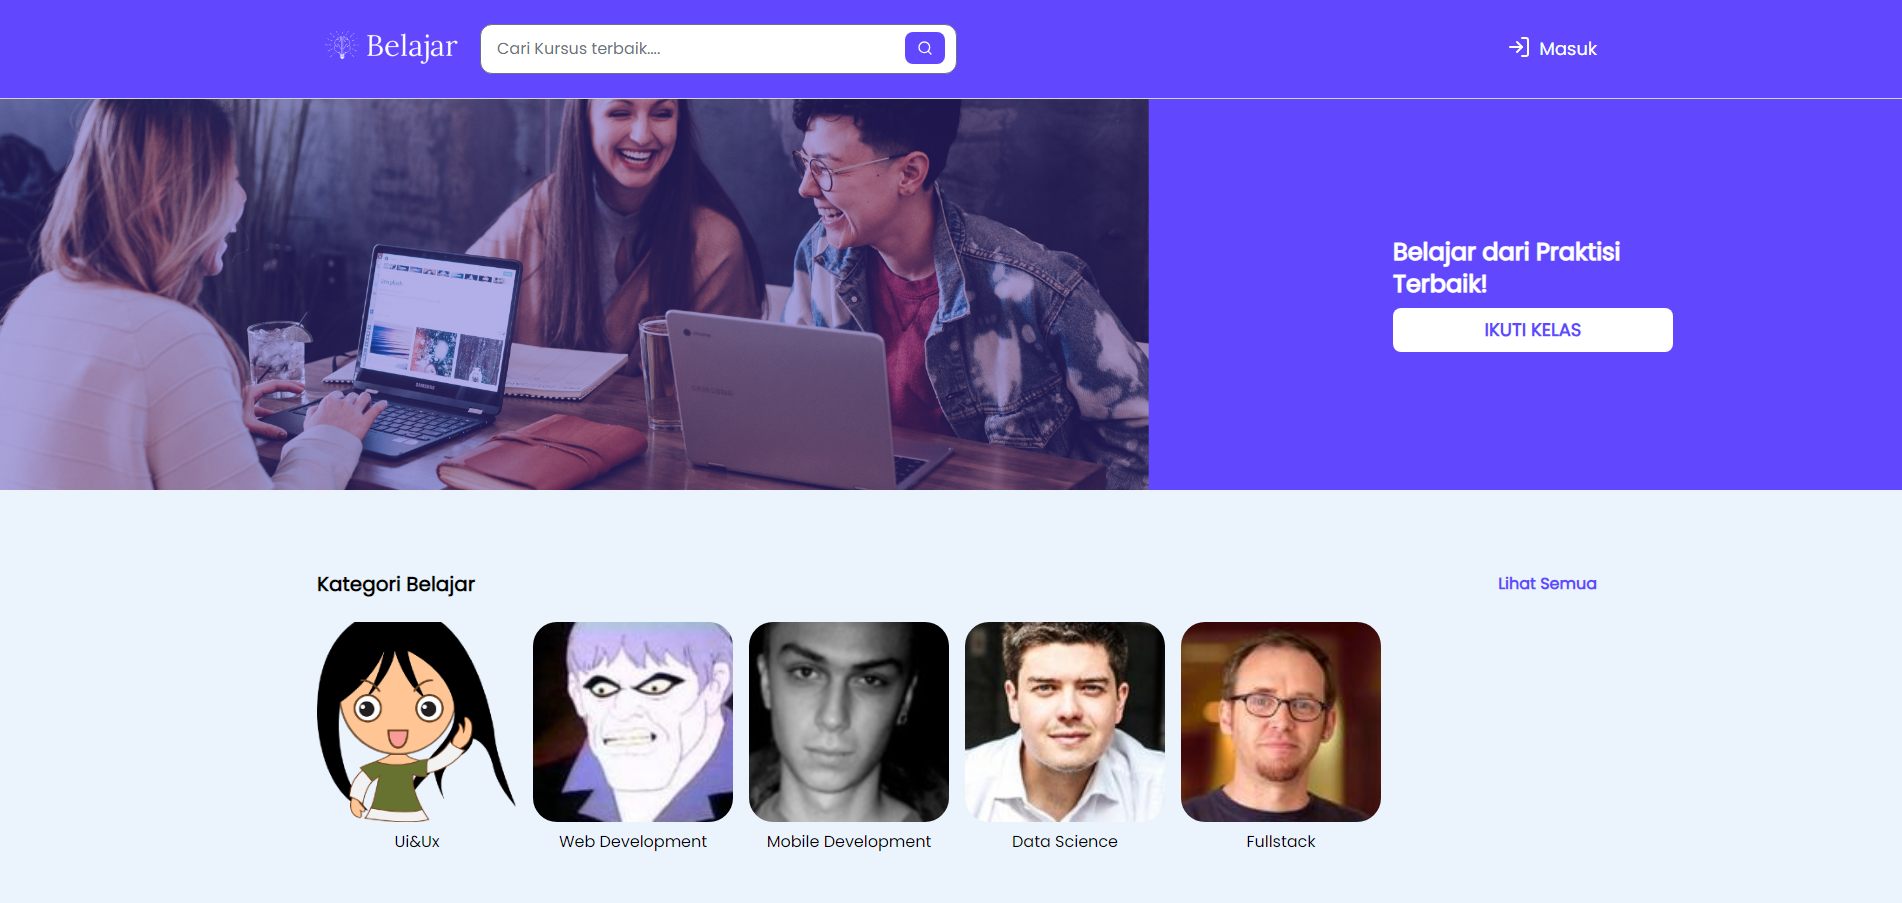 Belajar
Cari Kursus terbaik....
Masuk
Belajar dari Praktisi
Terbaik!
IKUTI KELAS
SAMSUNG
Kategori Belajar
Lihat Semua
Ui&Ux
Web Development
Mobile Development
Data Science
Fullstack